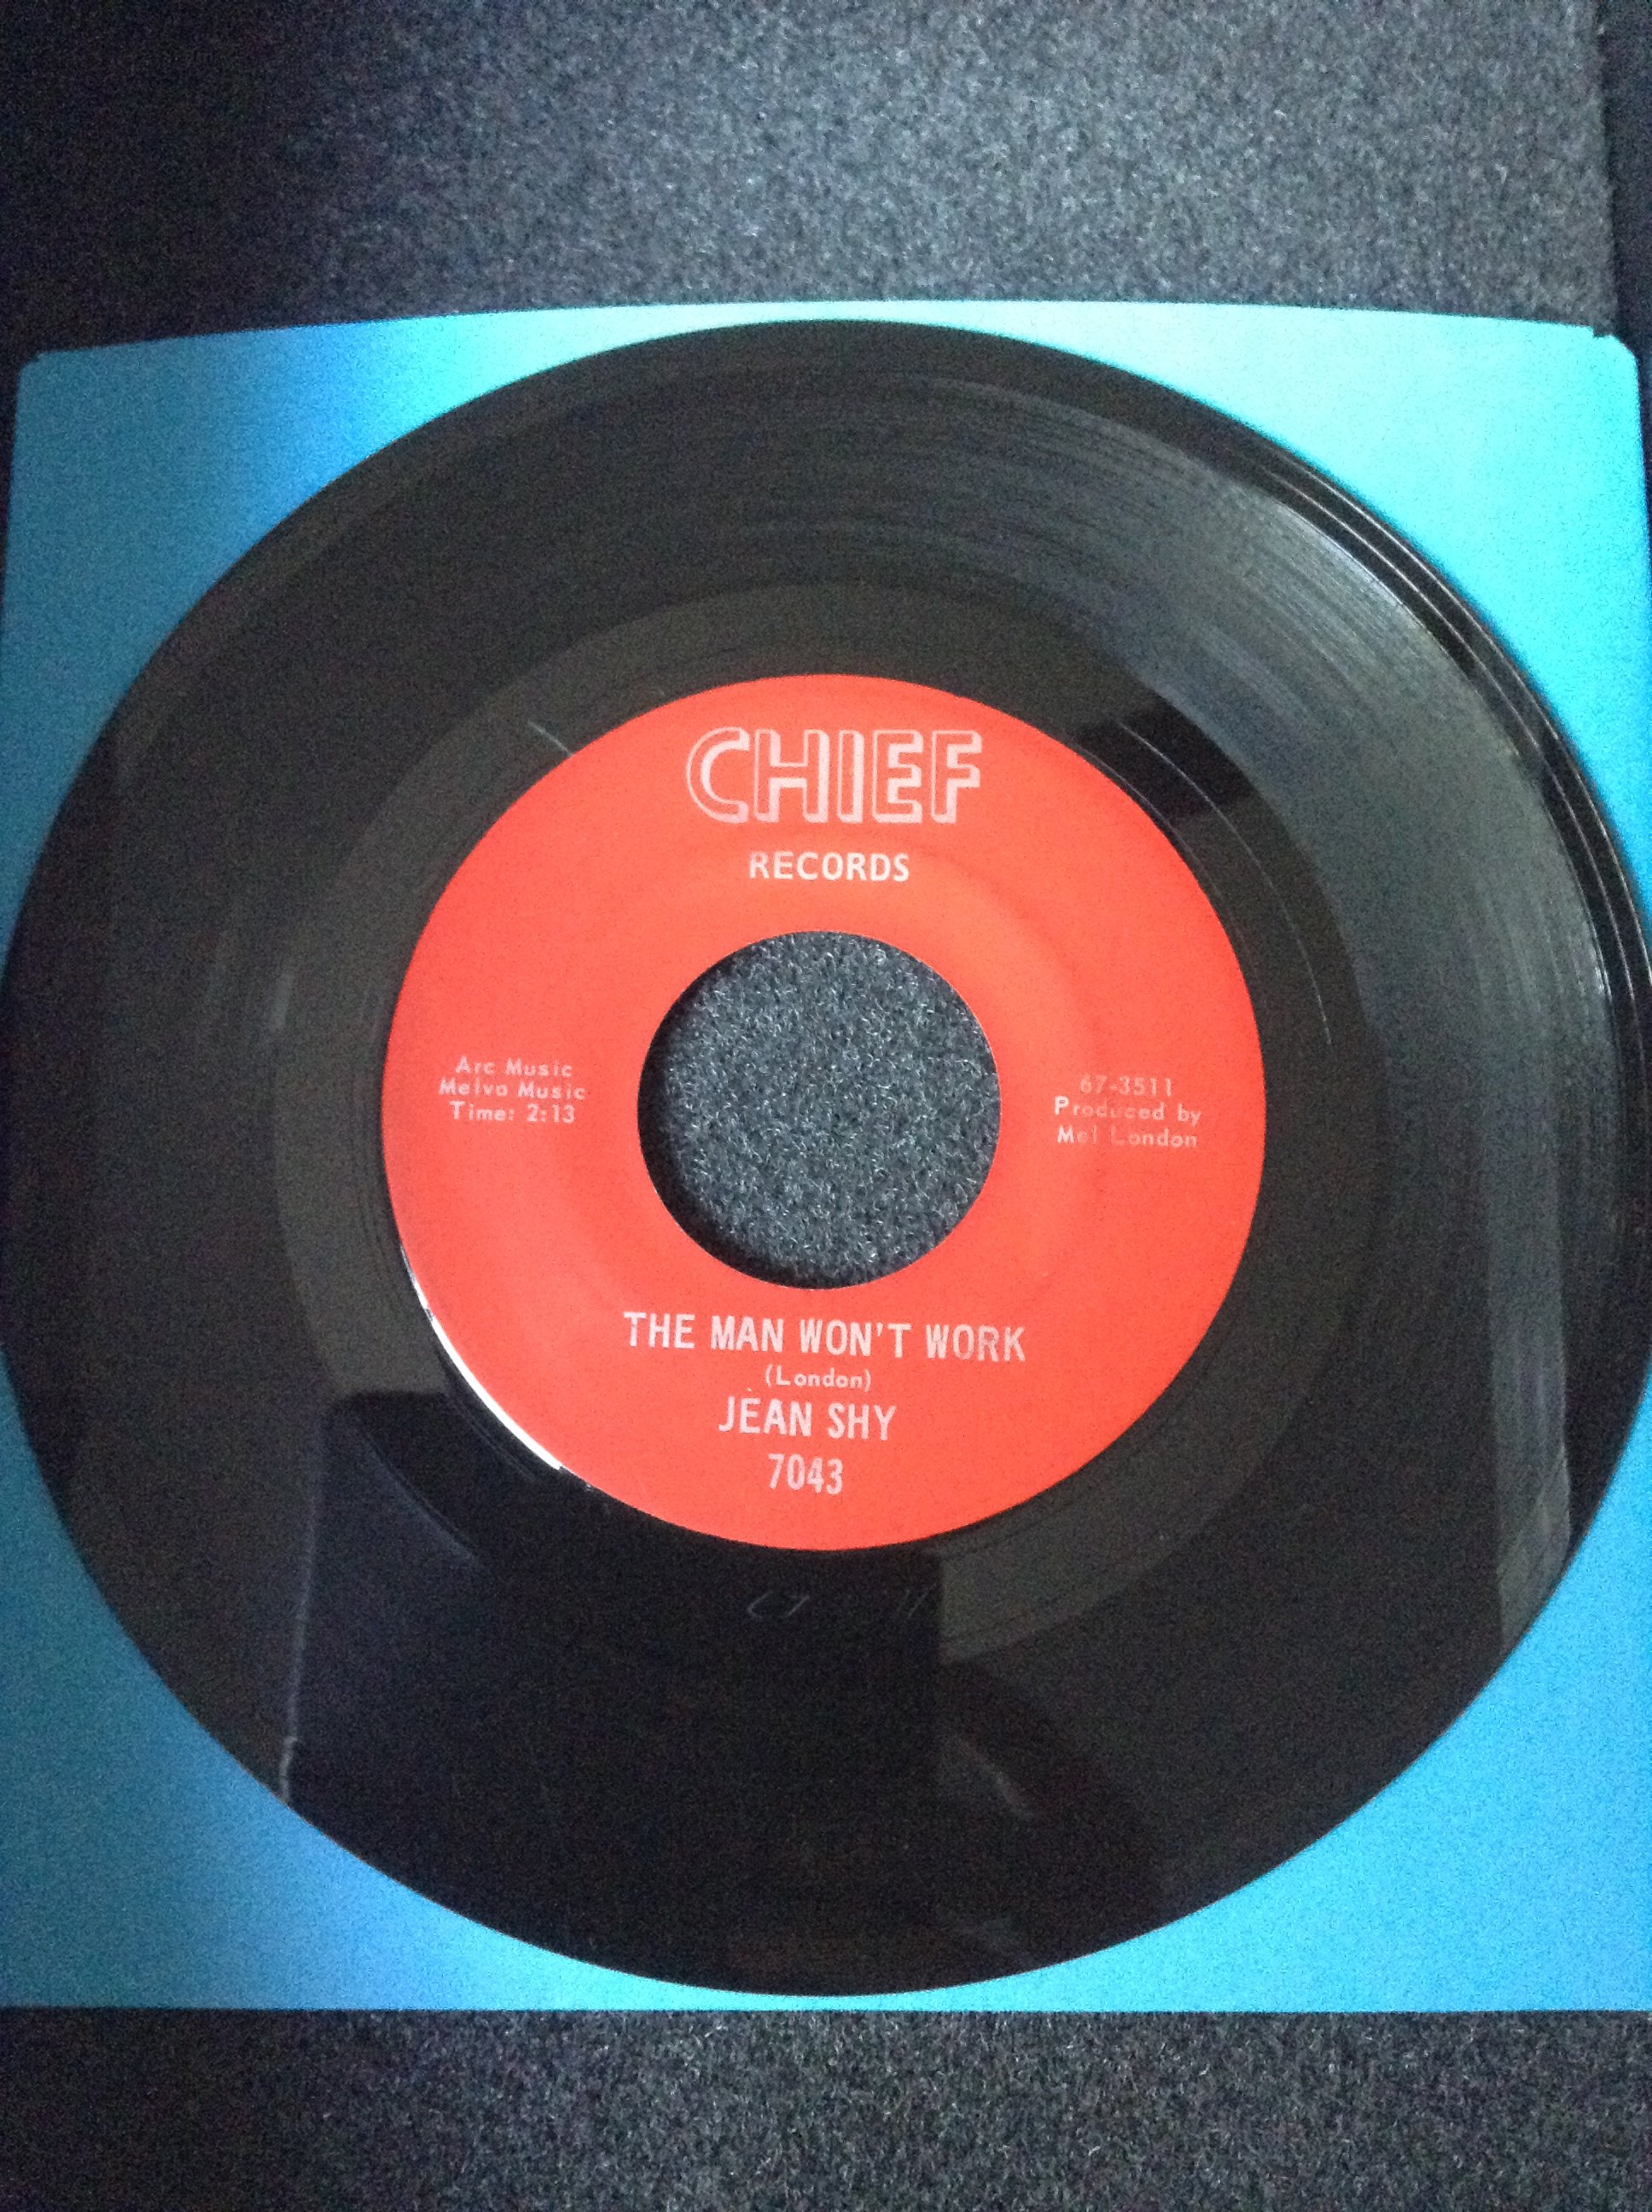 CHIEF
RECORDS
Arc Music
Melva Music
Time: 2:13
67-3511
Produced by
Mel London
THE MAN WON'T WORK
(London)
JEAN SHY
7043